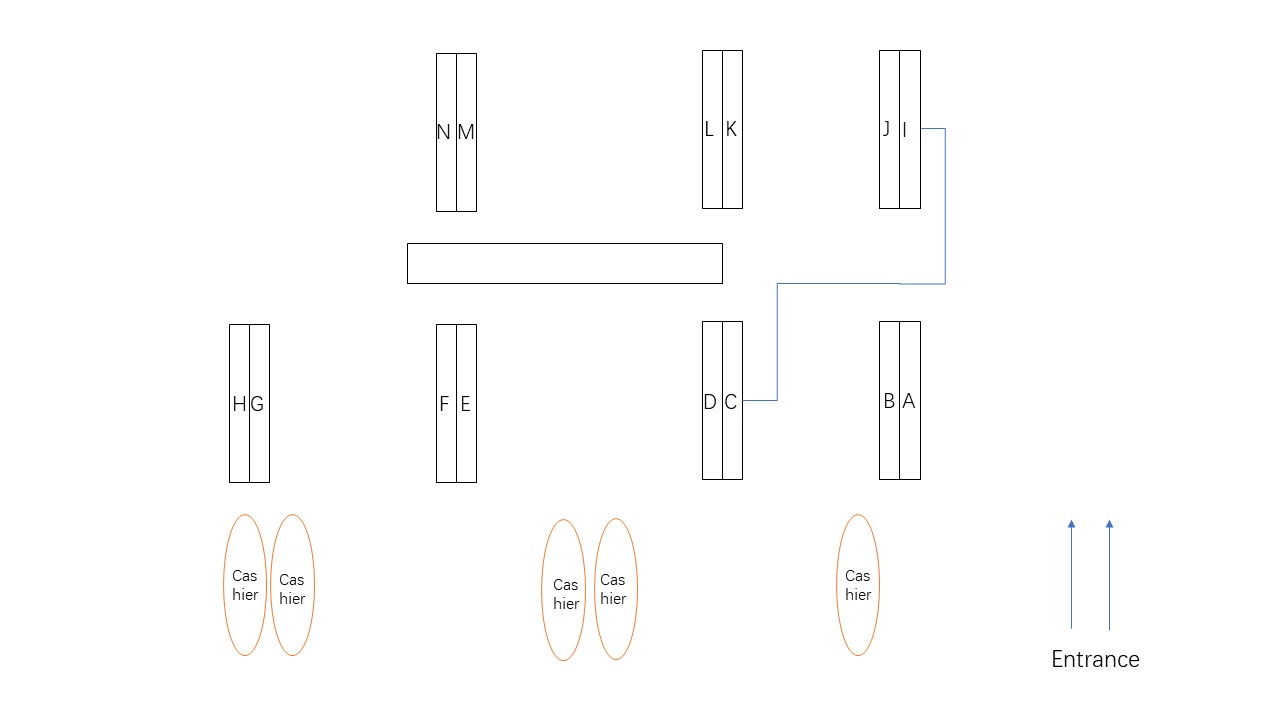 N M
L K
J I
H G
F E
D C
B A
Cas
hier
Cas
hier
Cas
hier
Cas
hier
Cas
hier
Entrance